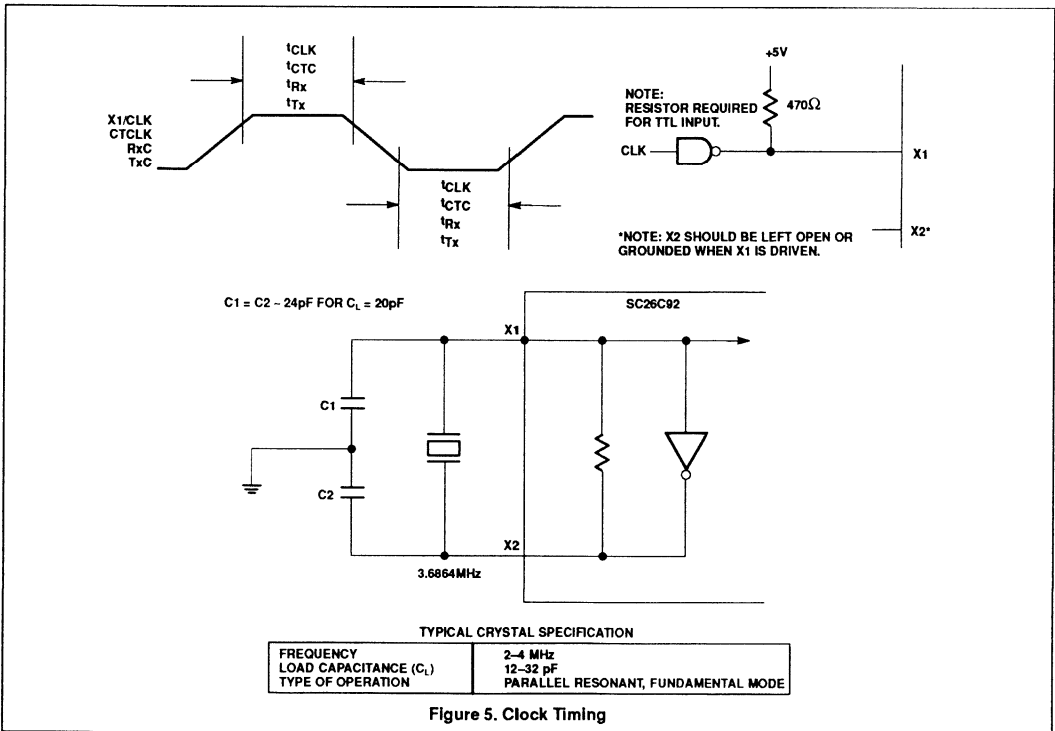 tCLK
tCTC
tRx
tTx
X1/CLK
CTCLK
RxC
TxC
tCLK
tCTC
tRx
tTx
+5V
NOTE:
RESISTOR REQUIRED
FOR TTL INPUT.
470Ω
CLK
X1
*NOTE: X2 SHOULD BE LEFT OPEN OR
GROUNDED WHEN X1 IS DRIVEN.
X2*
C1 = C2 ~ 24pF FOR CL = 20pF
SC26C92
X1
C1
C2
X2
3.6864MHz
TYPICAL CRYSTAL SPECIFICATION
FREQUENCY 2–4 MHz
LOAD CAPACITANCE (CL) 12–32 pF
TYPE OF OPERATION PARALLEL RESONANT, FUNDAMENTAL MODE
Figure 5. Clock Timing